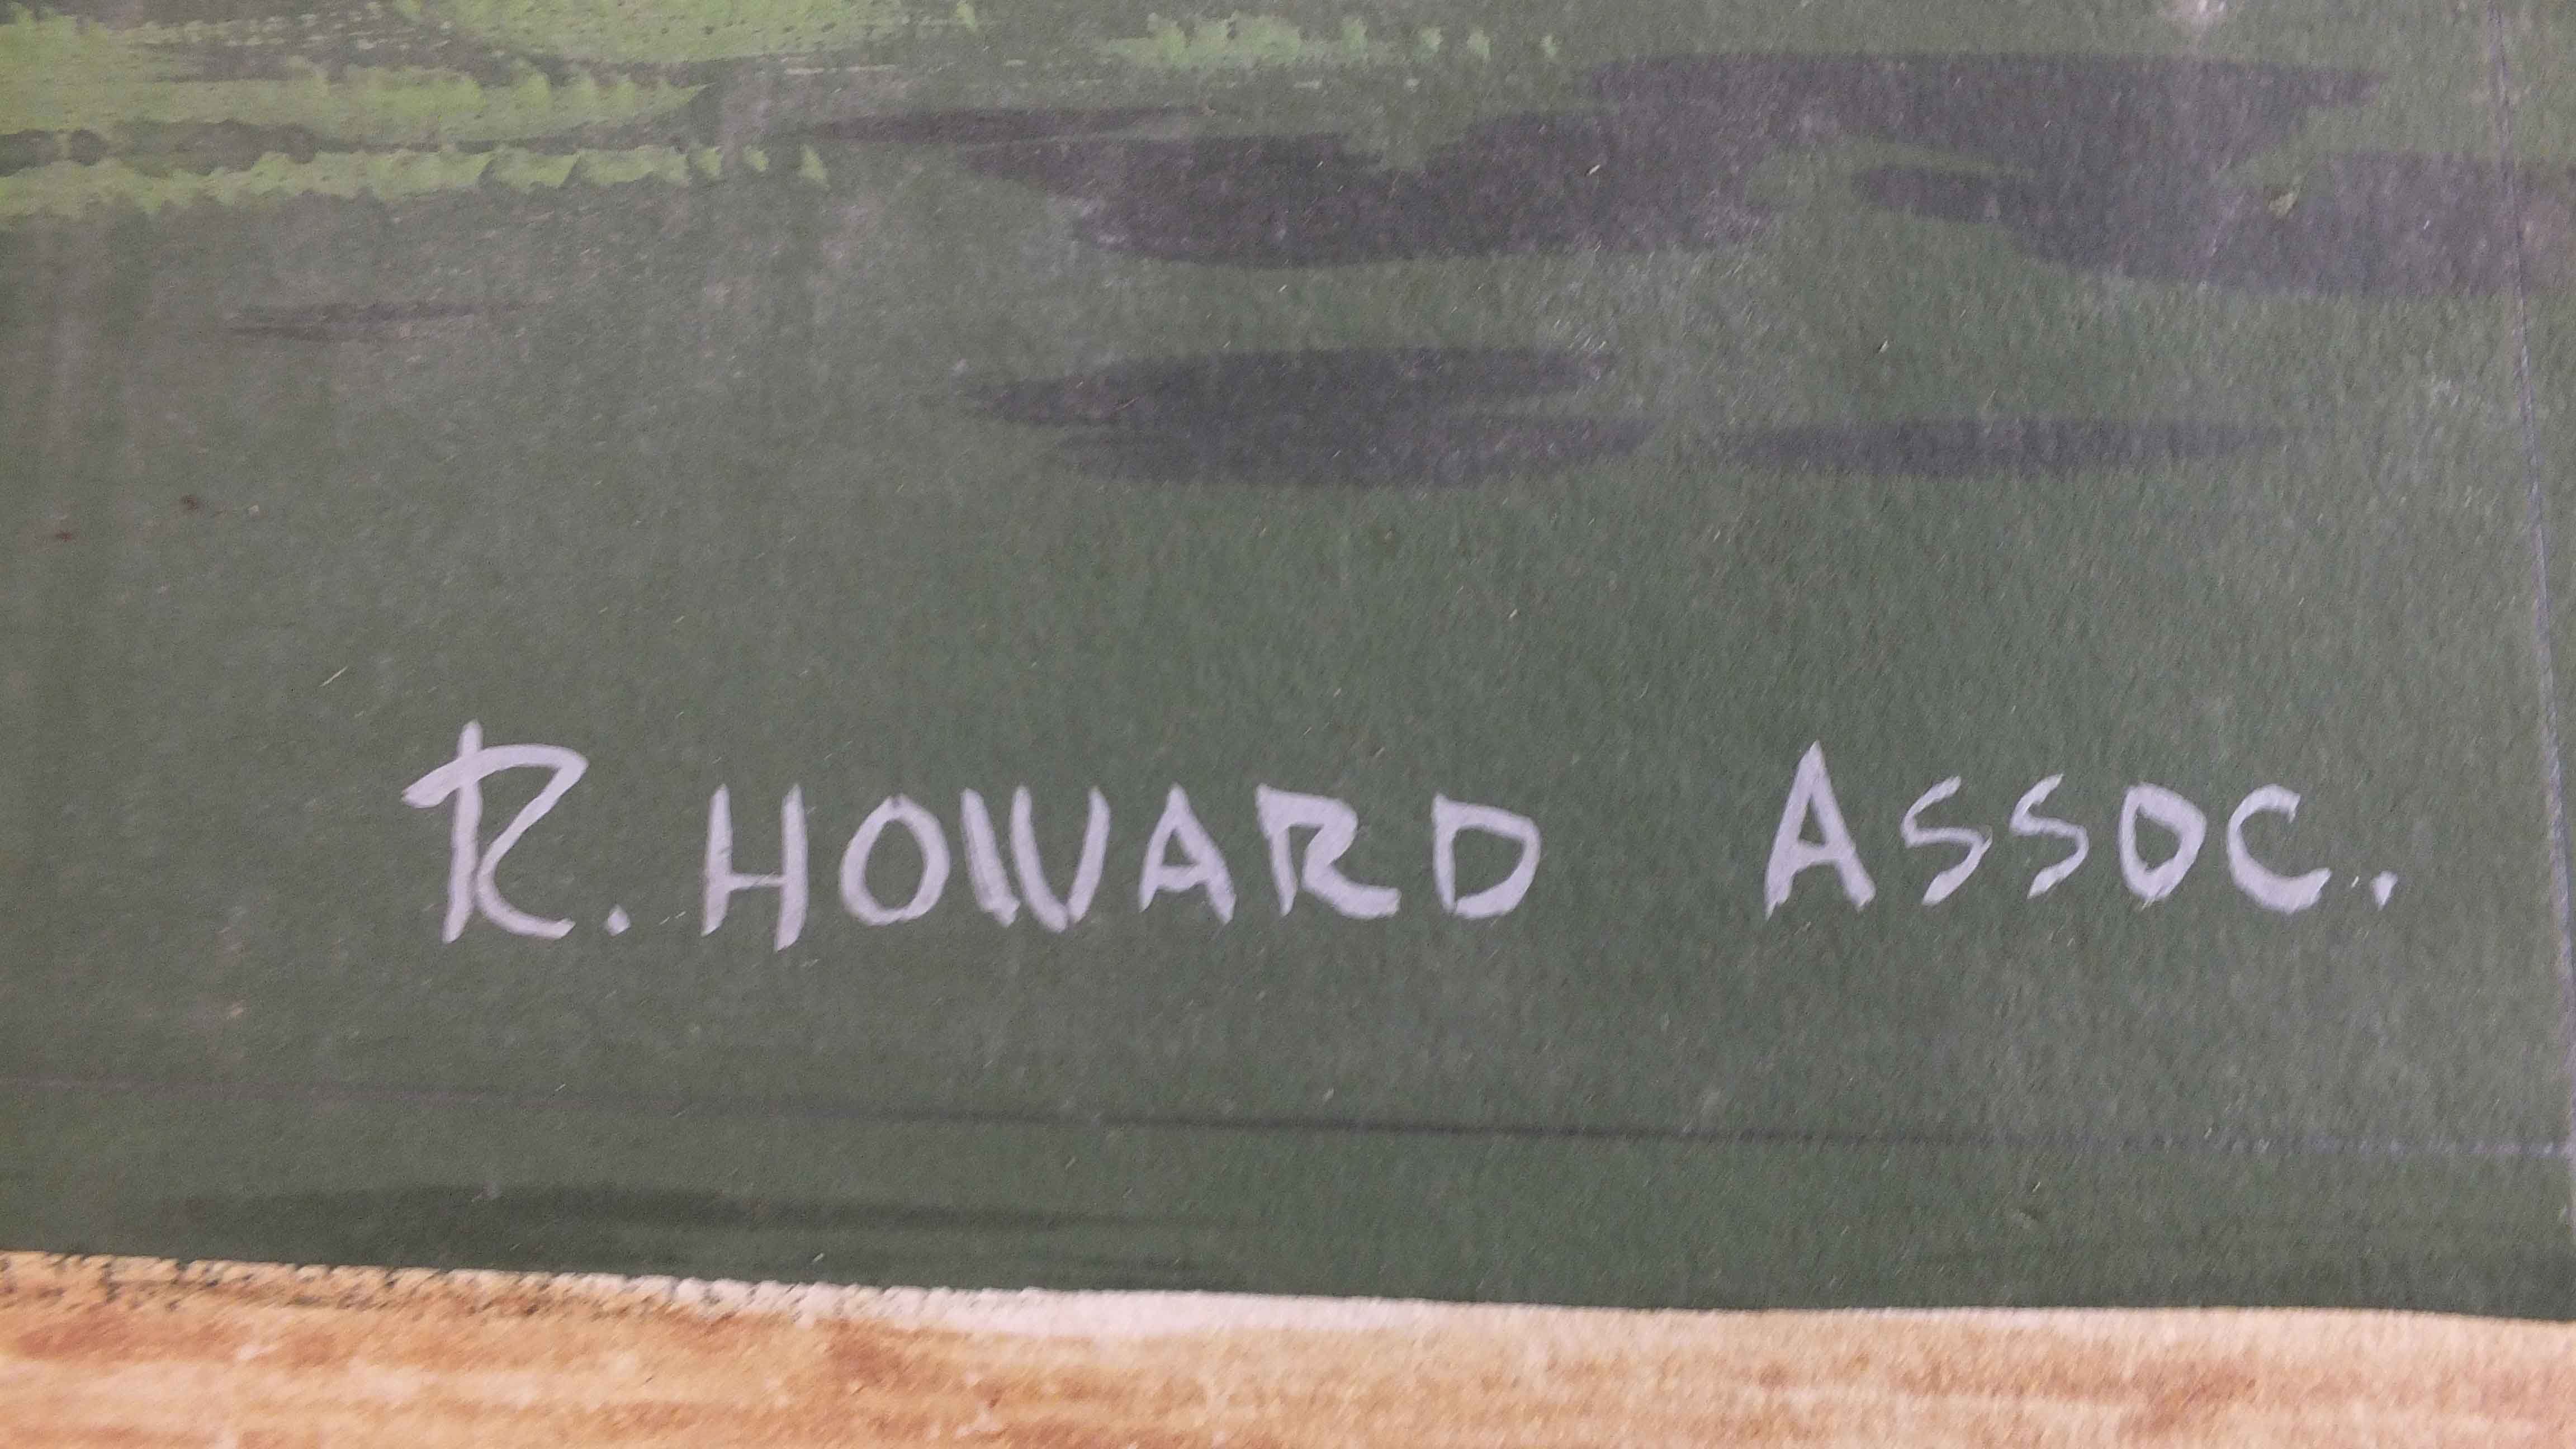 R. HOWARD ASSOC.